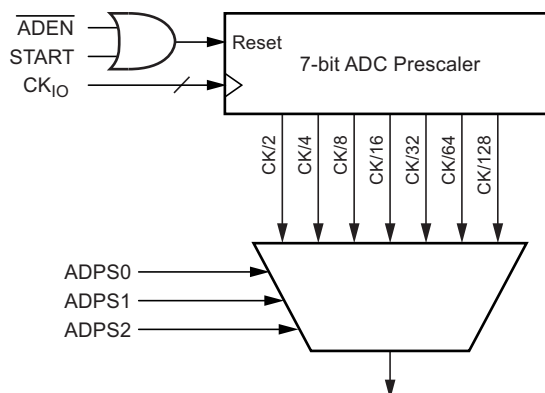 ADEN
START
CK_IO
Reset
7-bit ADC Prescaler
CK/2
CK/4
CK/8
CK/16
CK/32
CK/64
CK/128
ADPS0
ADPS1
ADPS2